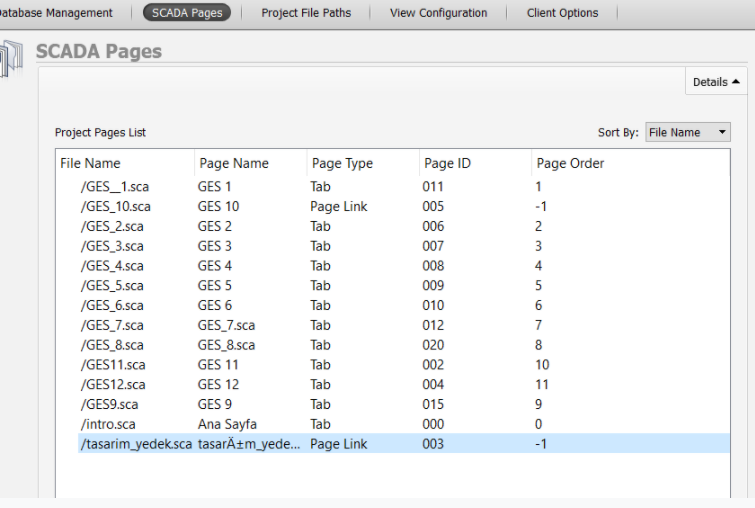 Database Management SCADA Pages Project File Paths View Configuration Client Options
SCADA Pages
Details
Project Pages List Sort By: File Name
File Name Page Name Page Type Page ID Page Order
/GES__1.sca GES 1 Tab 011 1
/GES_10.sca GES 10 Page Link 005 -1
/GES_2.sca GES 2 Tab 006 2
/GES_3.sca GES 3 Tab 007 3
/GES_4.sca GES 4 Tab 008 4
/GES_5.sca GES 5 Tab 009 5
/GES_6.sca GES 6 Tab 010 6
/GES_7.sca GES_7.sca Tab 012 7
/GES_8.sca GES_8.sca Tab 020 8
/GES11.sca GES 11 Tab 002 10
/GES12.sca GES 12 Tab 004 11
/GES9.sca GES 9 Tab 015 9
/intro.sca Ana Sayfa Tab 000 0
/tasarim_yedek.sca tasarÄ±m_yede... Page Link 003 -1